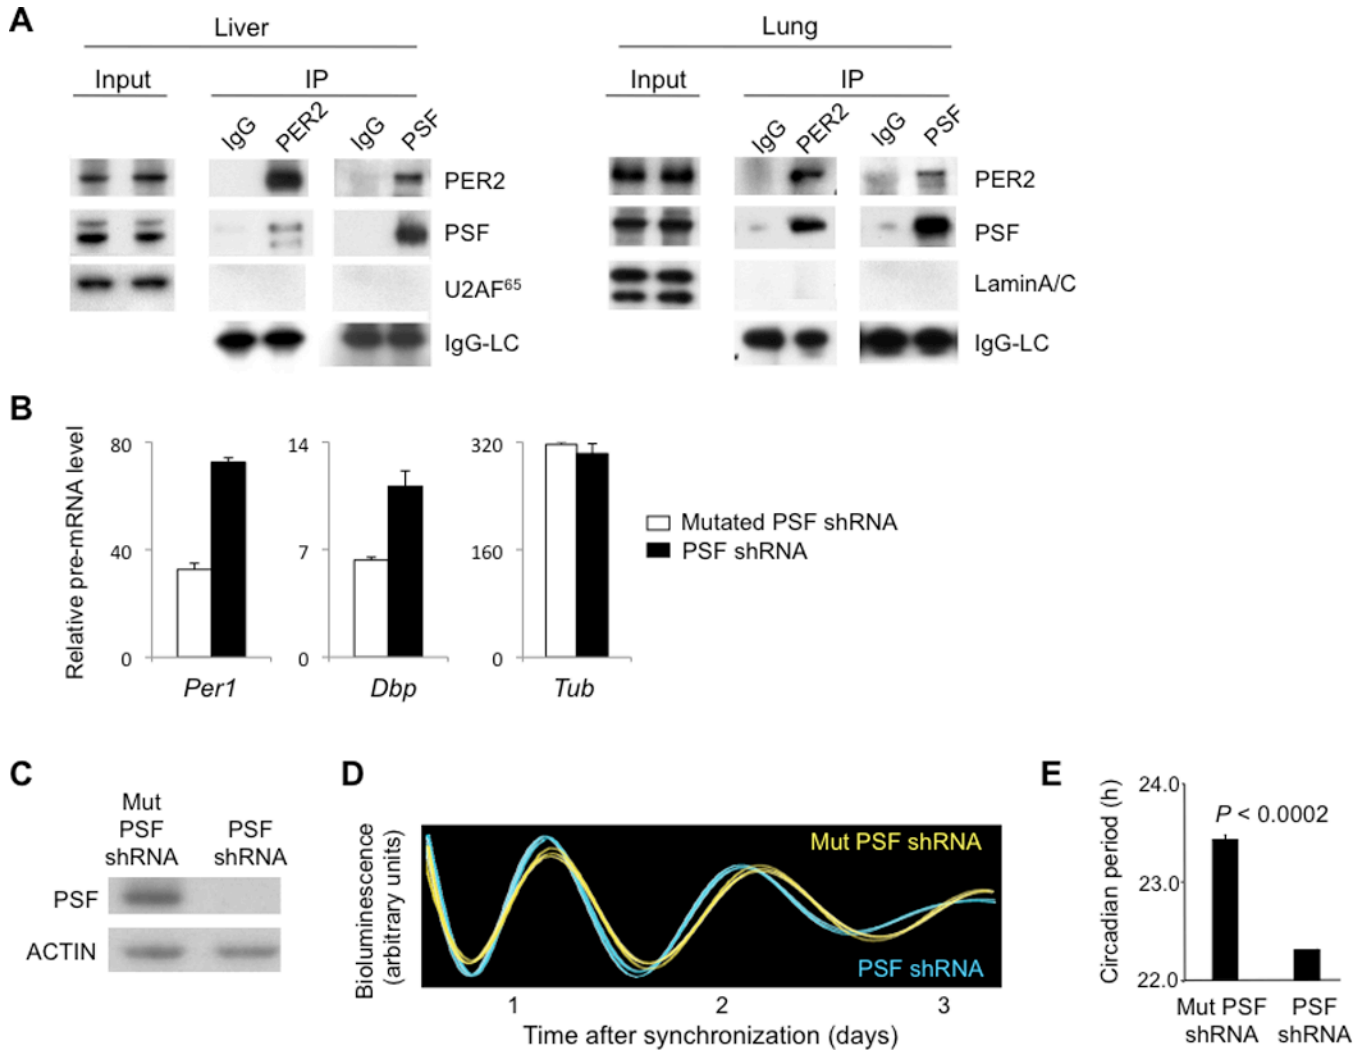 A
Liver
Lung
Input
IP
Input
IP
IgG
PER2
IgG
PSF
IgG
PER2
IgG
PSF
PER2
PER2
PSF
PSF
U2AF65
LaminA/C
IgG-LC
IgG-LC
B
Relative pre-mRNA level
80
40
0
14
7
0
320
160
0
Per1
Dbp
Tub
Mutated PSF shRNA
PSF shRNA
C
Mut
PSF
shRNA
PSF
shRNA
PSF
ACTIN
D
Bioluminescence
(arbitrary units)
Mut PSF shRNA
PSF shRNA
1
2
3
Time after synchronization (days)
E
Circadian period (h)
24.0
23.0
22.0
P < 0.0002
Mut PSF
shRNA
PSF
shRNA